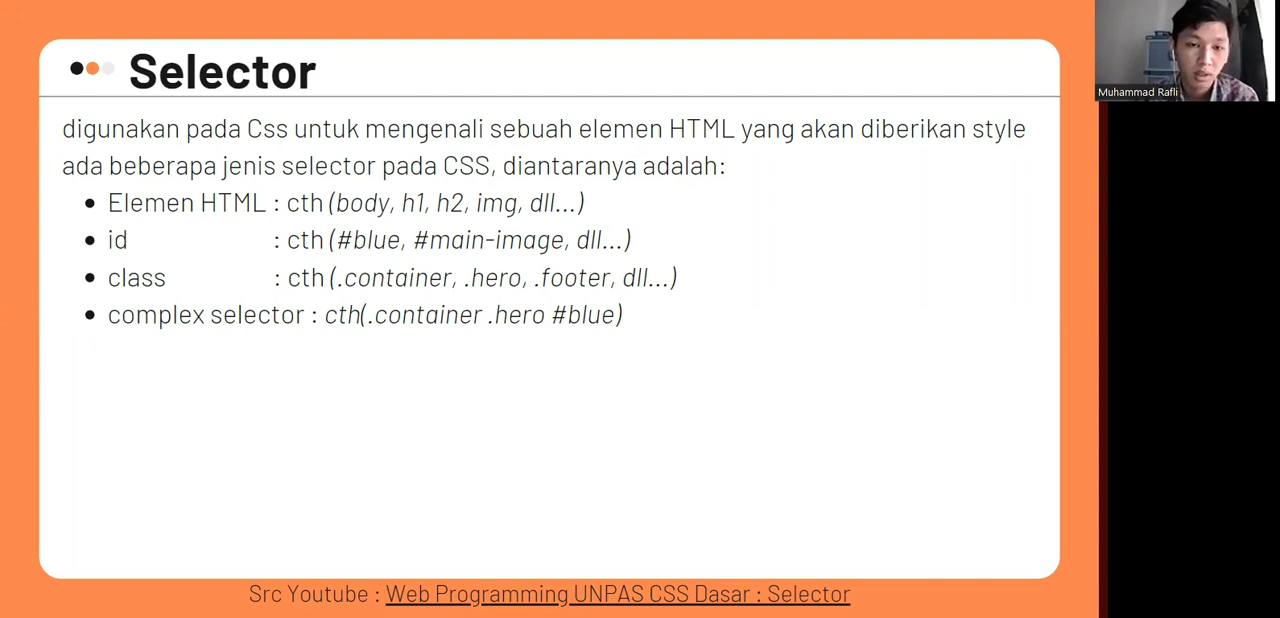 Selector
Muhammad Rafli
digunakan pada Css untuk mengenali sebuah elemen HTML yang akan diberikan style
ada beberapa jenis selector pada CSS, diantaranya adalah:
• Elemen HTML : cth (body, h1, h2, img, dll...)
• id : cth (#blue, #main-image, dll...)
• class : cth (.container, .hero, .footer, dll...)
• complex selector : cth(.container .hero #blue)
Src Youtube : Web Programming UNPAS CSS Dasar : Selector